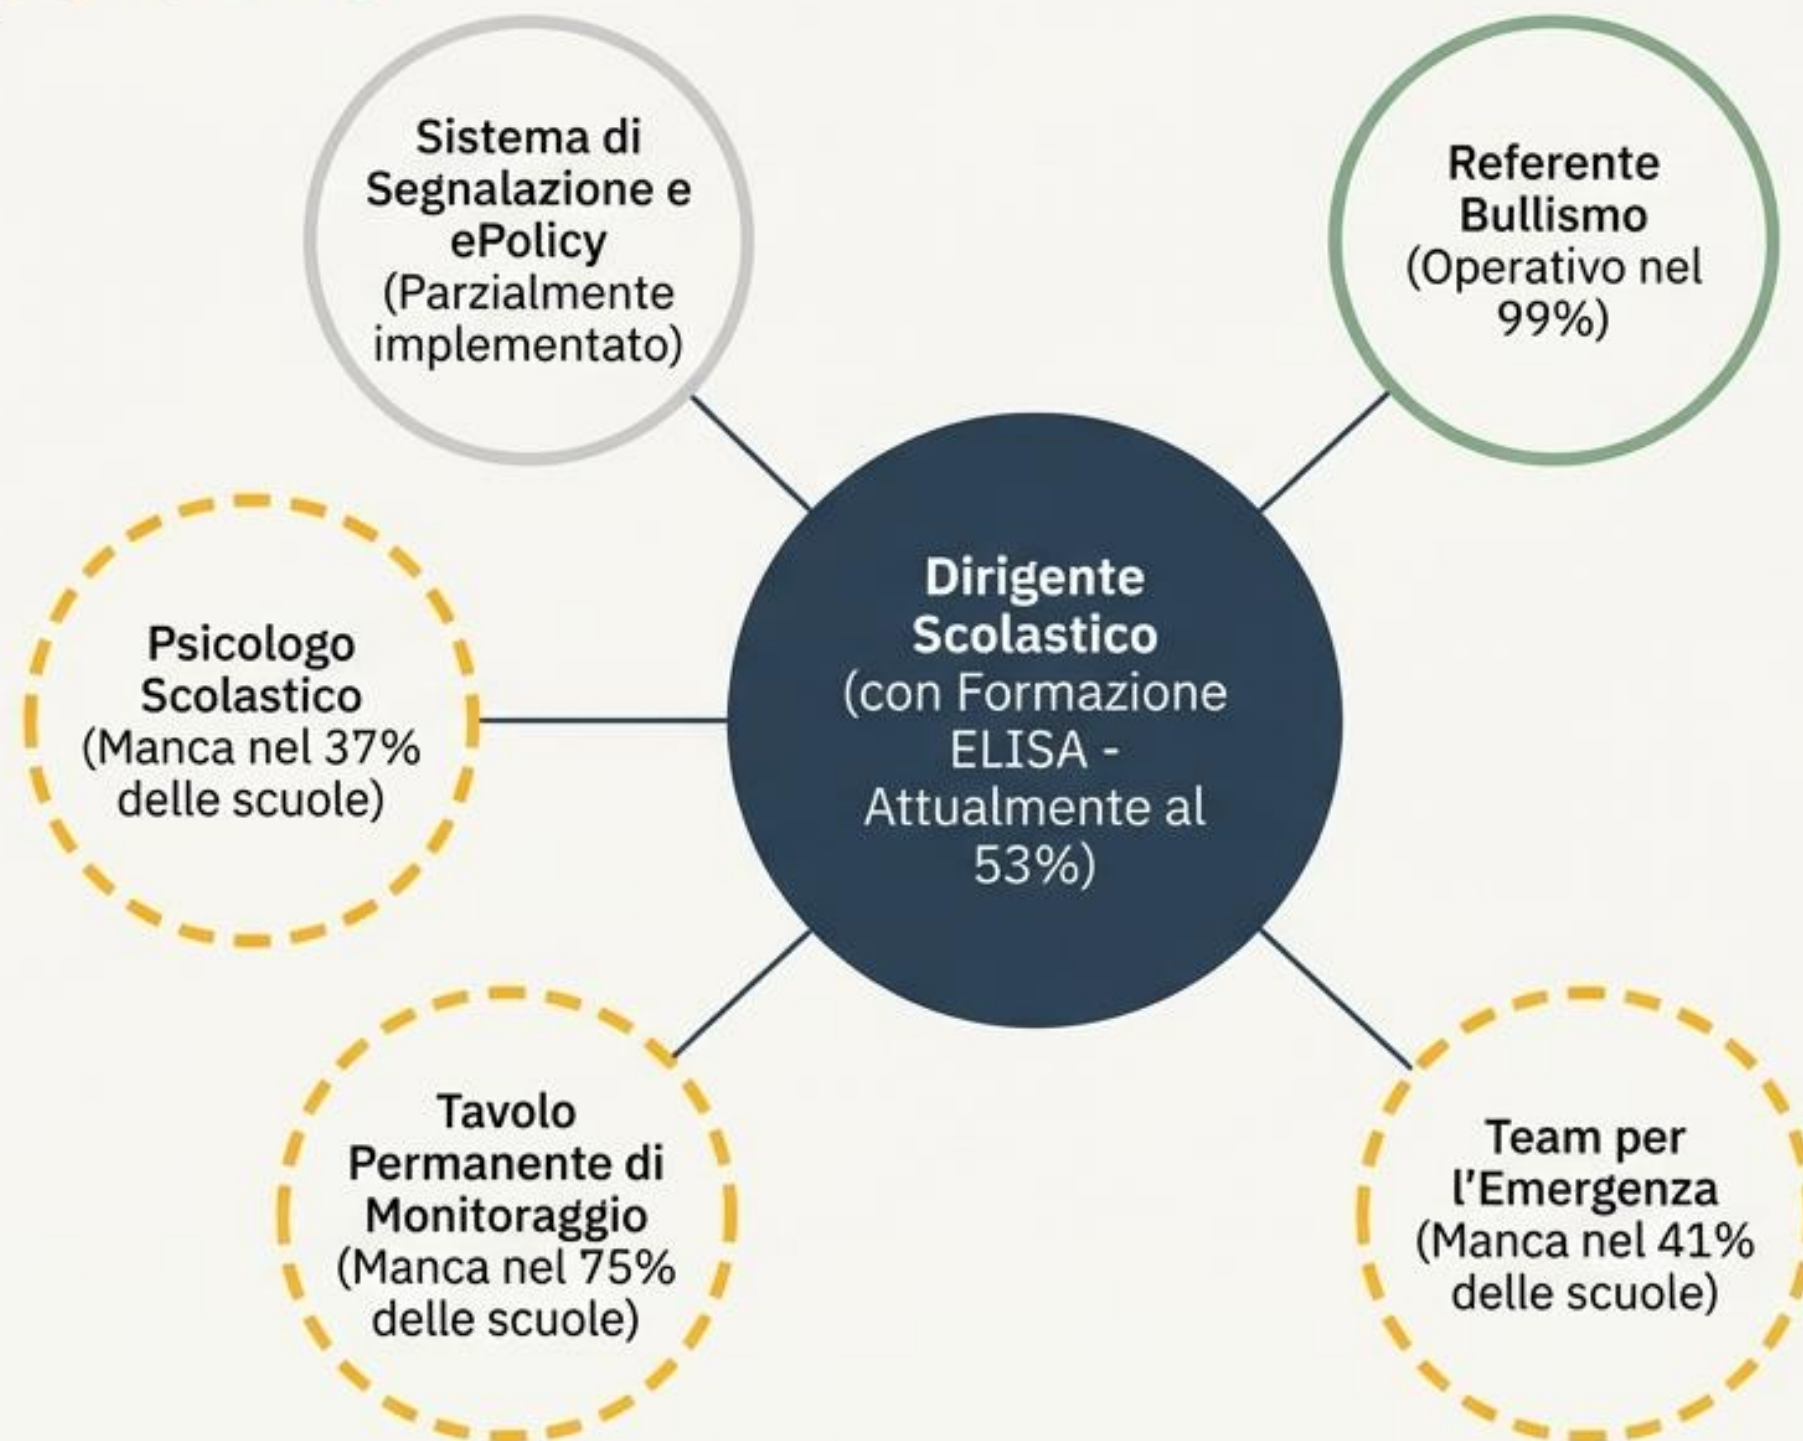 Sistema di
Segnalazione e
ePolicy
(Parzialmente
implementato)
Referente
Bullismo
(Operativo nel
99%)
Dirigente
Scolastico
(con Formazione
ELISA -
Attualmente al
53%)
Psicologo
Scolastico
(Manca nel 37%
delle scuole)
Tavolo
Permanente di
Monitoraggio
(Manca nel 75%
delle scuole)
Team per
l'Emergenza
(Manca nel 41%
delle scuole)